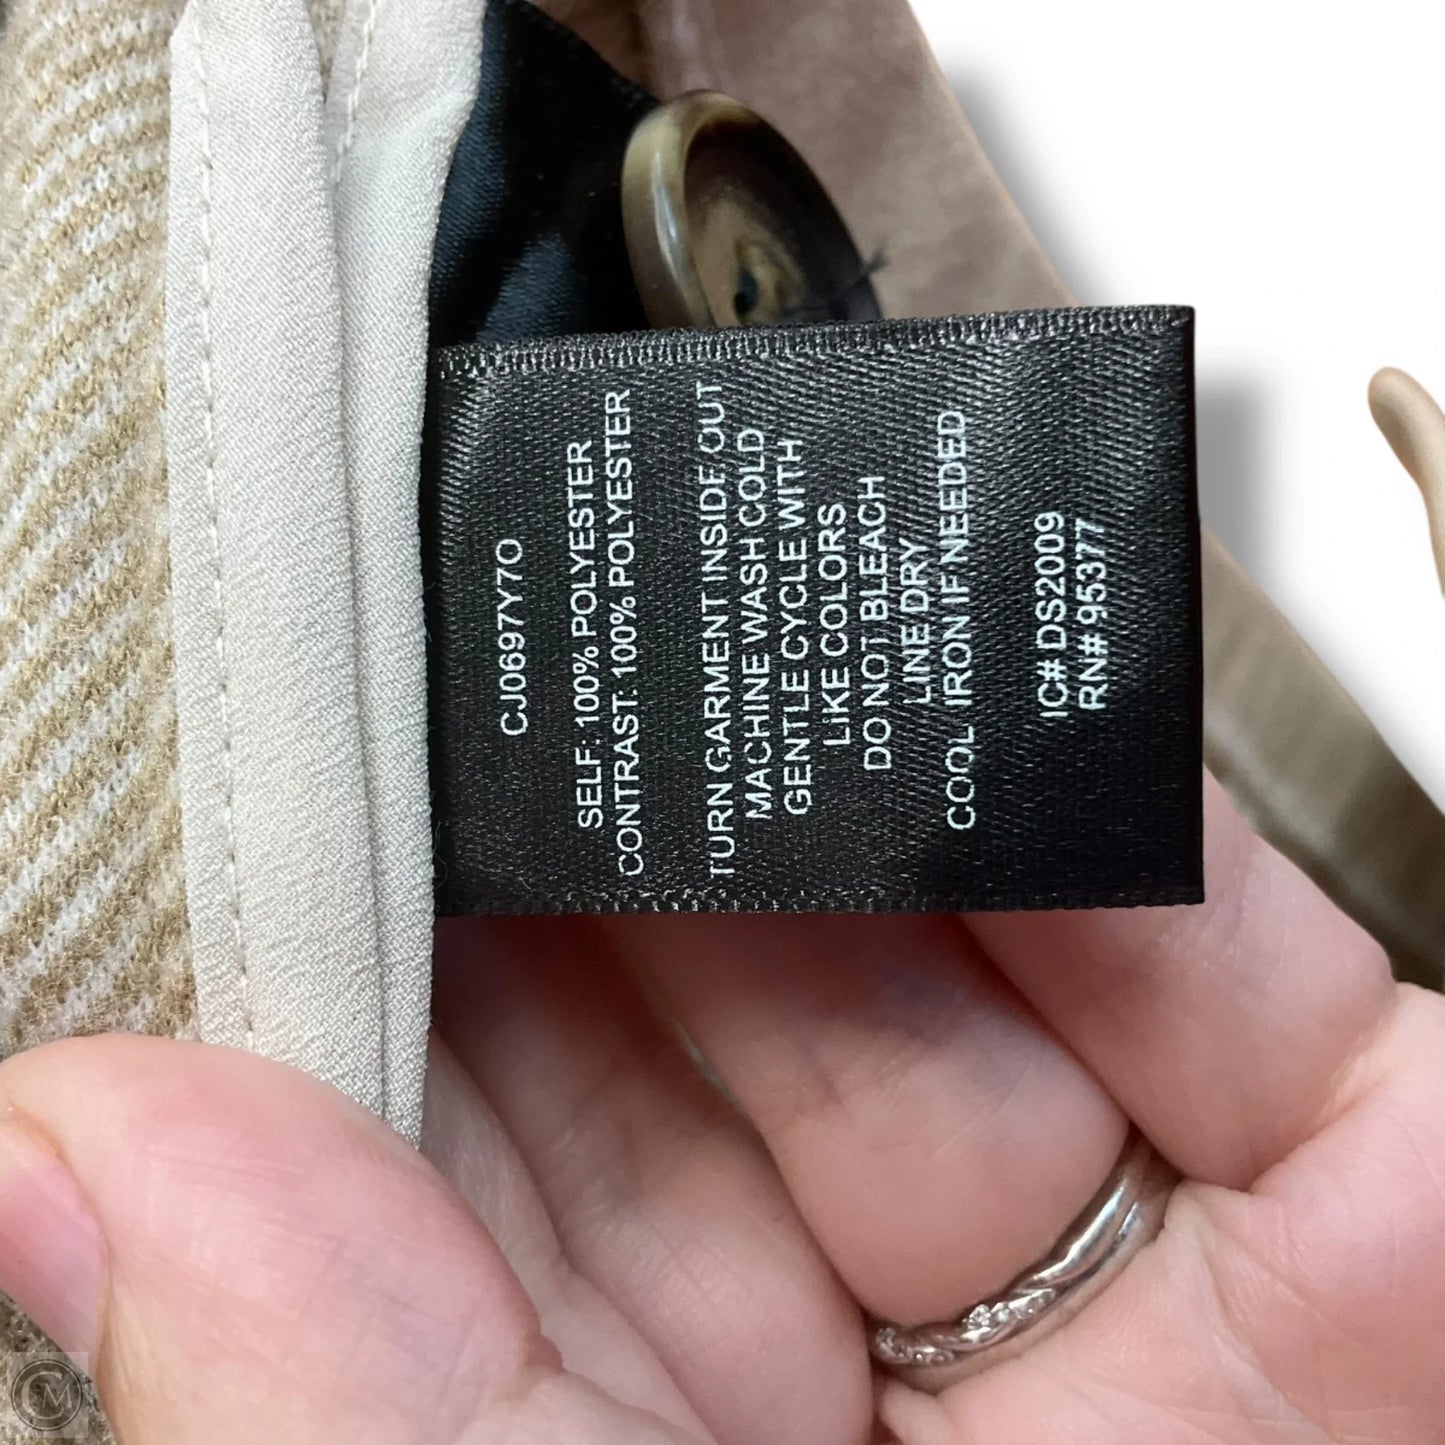 CJ0697Y7O
SELF: 100% POLYESTER
CONTRAST: 100% POLYESTER
TURN GARMENT INSIDE OUT
MACHINE WASH COLD
GENTLE CYCLE WITH
LIKE COLORS
DO NOT BLEACH
LINE DRY
COOL IRON IF NEEDED
IC# DS2009
RN# 95377
CM